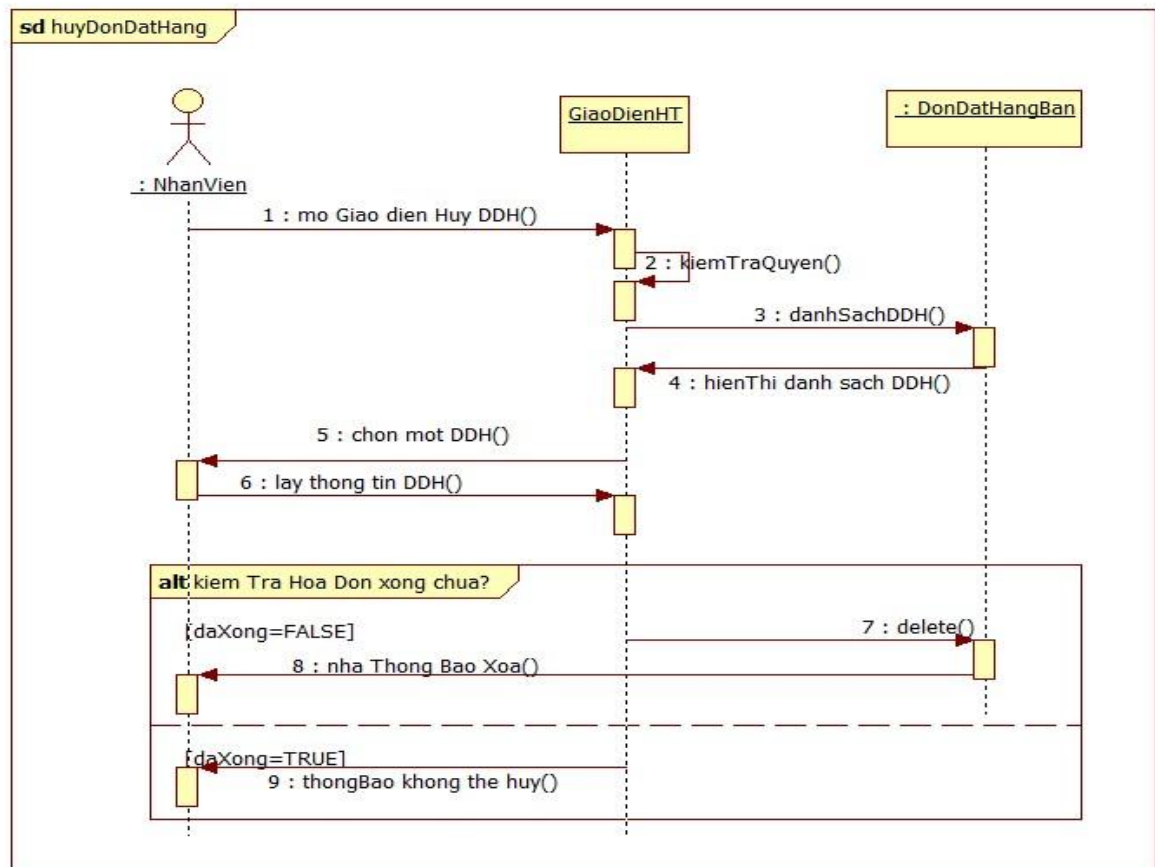 sd huyDonDatHang
GiaoDienHT
: DonDatHangBan
: NhanVien
1 : mo Giao dien Huy DDH()
2 : kiemTraQuyen()
3 : danhSachDDH()
4 : hienThi danh sach DDH()
5 : chon mot DDH()
6 : lay thong tin DDH()
alt kiem Tra Hoa Don xong chua?
[daXong=FALSE]
7 : delete()
8 : nha Thong Bao Xoa()
[daXong=TRUE]
9 : thongBao khong the huy()